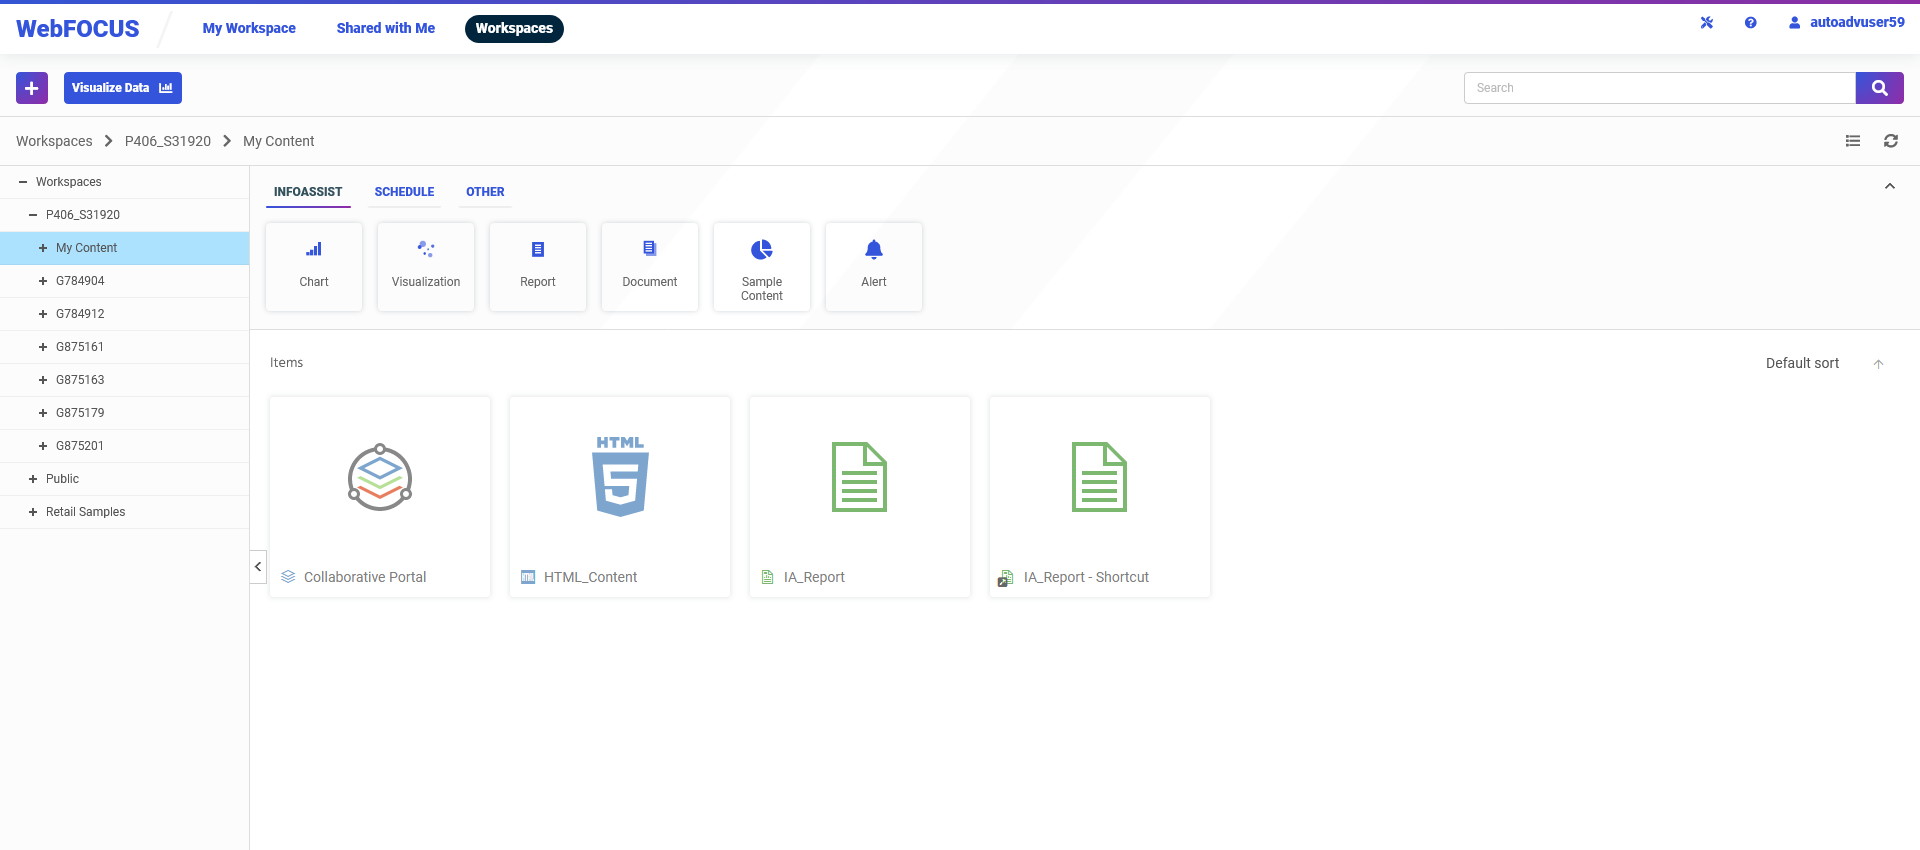 WebFOCUS
My Workspace
Shared with Me
Workspaces
autoadvuser59
Visualize Data
Search
Workspaces
P406_S31920
My Content
Workspaces
P406_S31920
My Content
G784904
G784912
G875161
G875163
G875179
G875201
Public
Retail Samples
INFOASSIST
SCHEDULE
OTHER
Chart
Visualization
Report
Document
Sample
Content
Alert
Items
Default sort
HTML
Collaborative Portal
HTML_Content
IA_Report
IA_Report - Shortcut